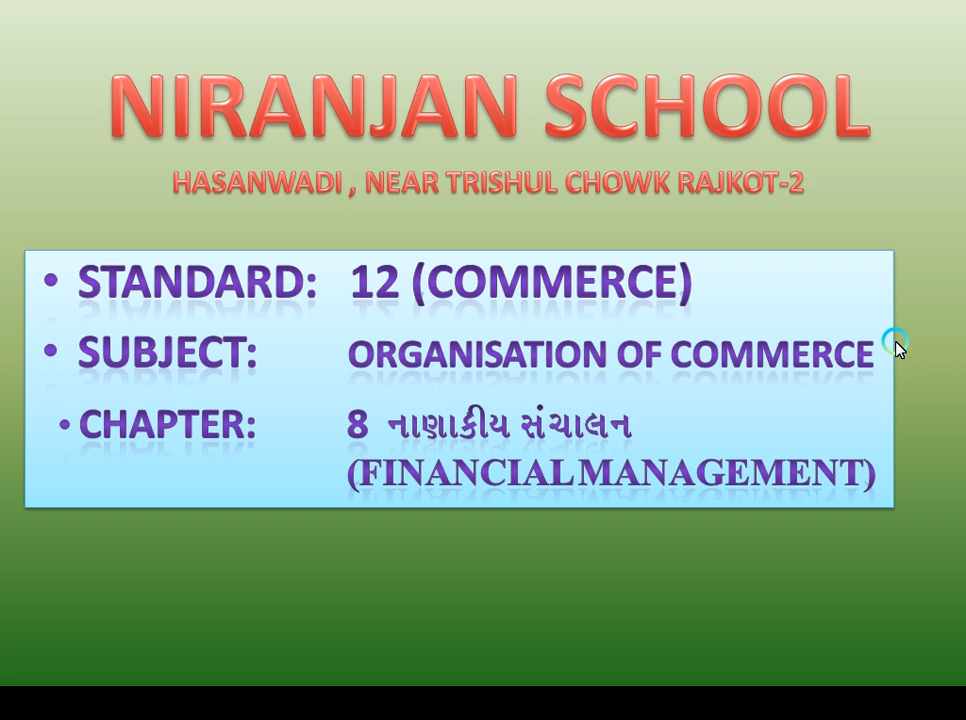 NIRANJAN SCHOOL
HASANWADI , NEAR TRISHUL CHOWK RAJKOT-2
• STANDARD: 12 (COMMERCE)
• SUBJECT: ORGANISATION OF COMMERCE
• CHAPTER: 8 નાણાકીય સંચાલન
(FINANCIAL MANAGEMENT)